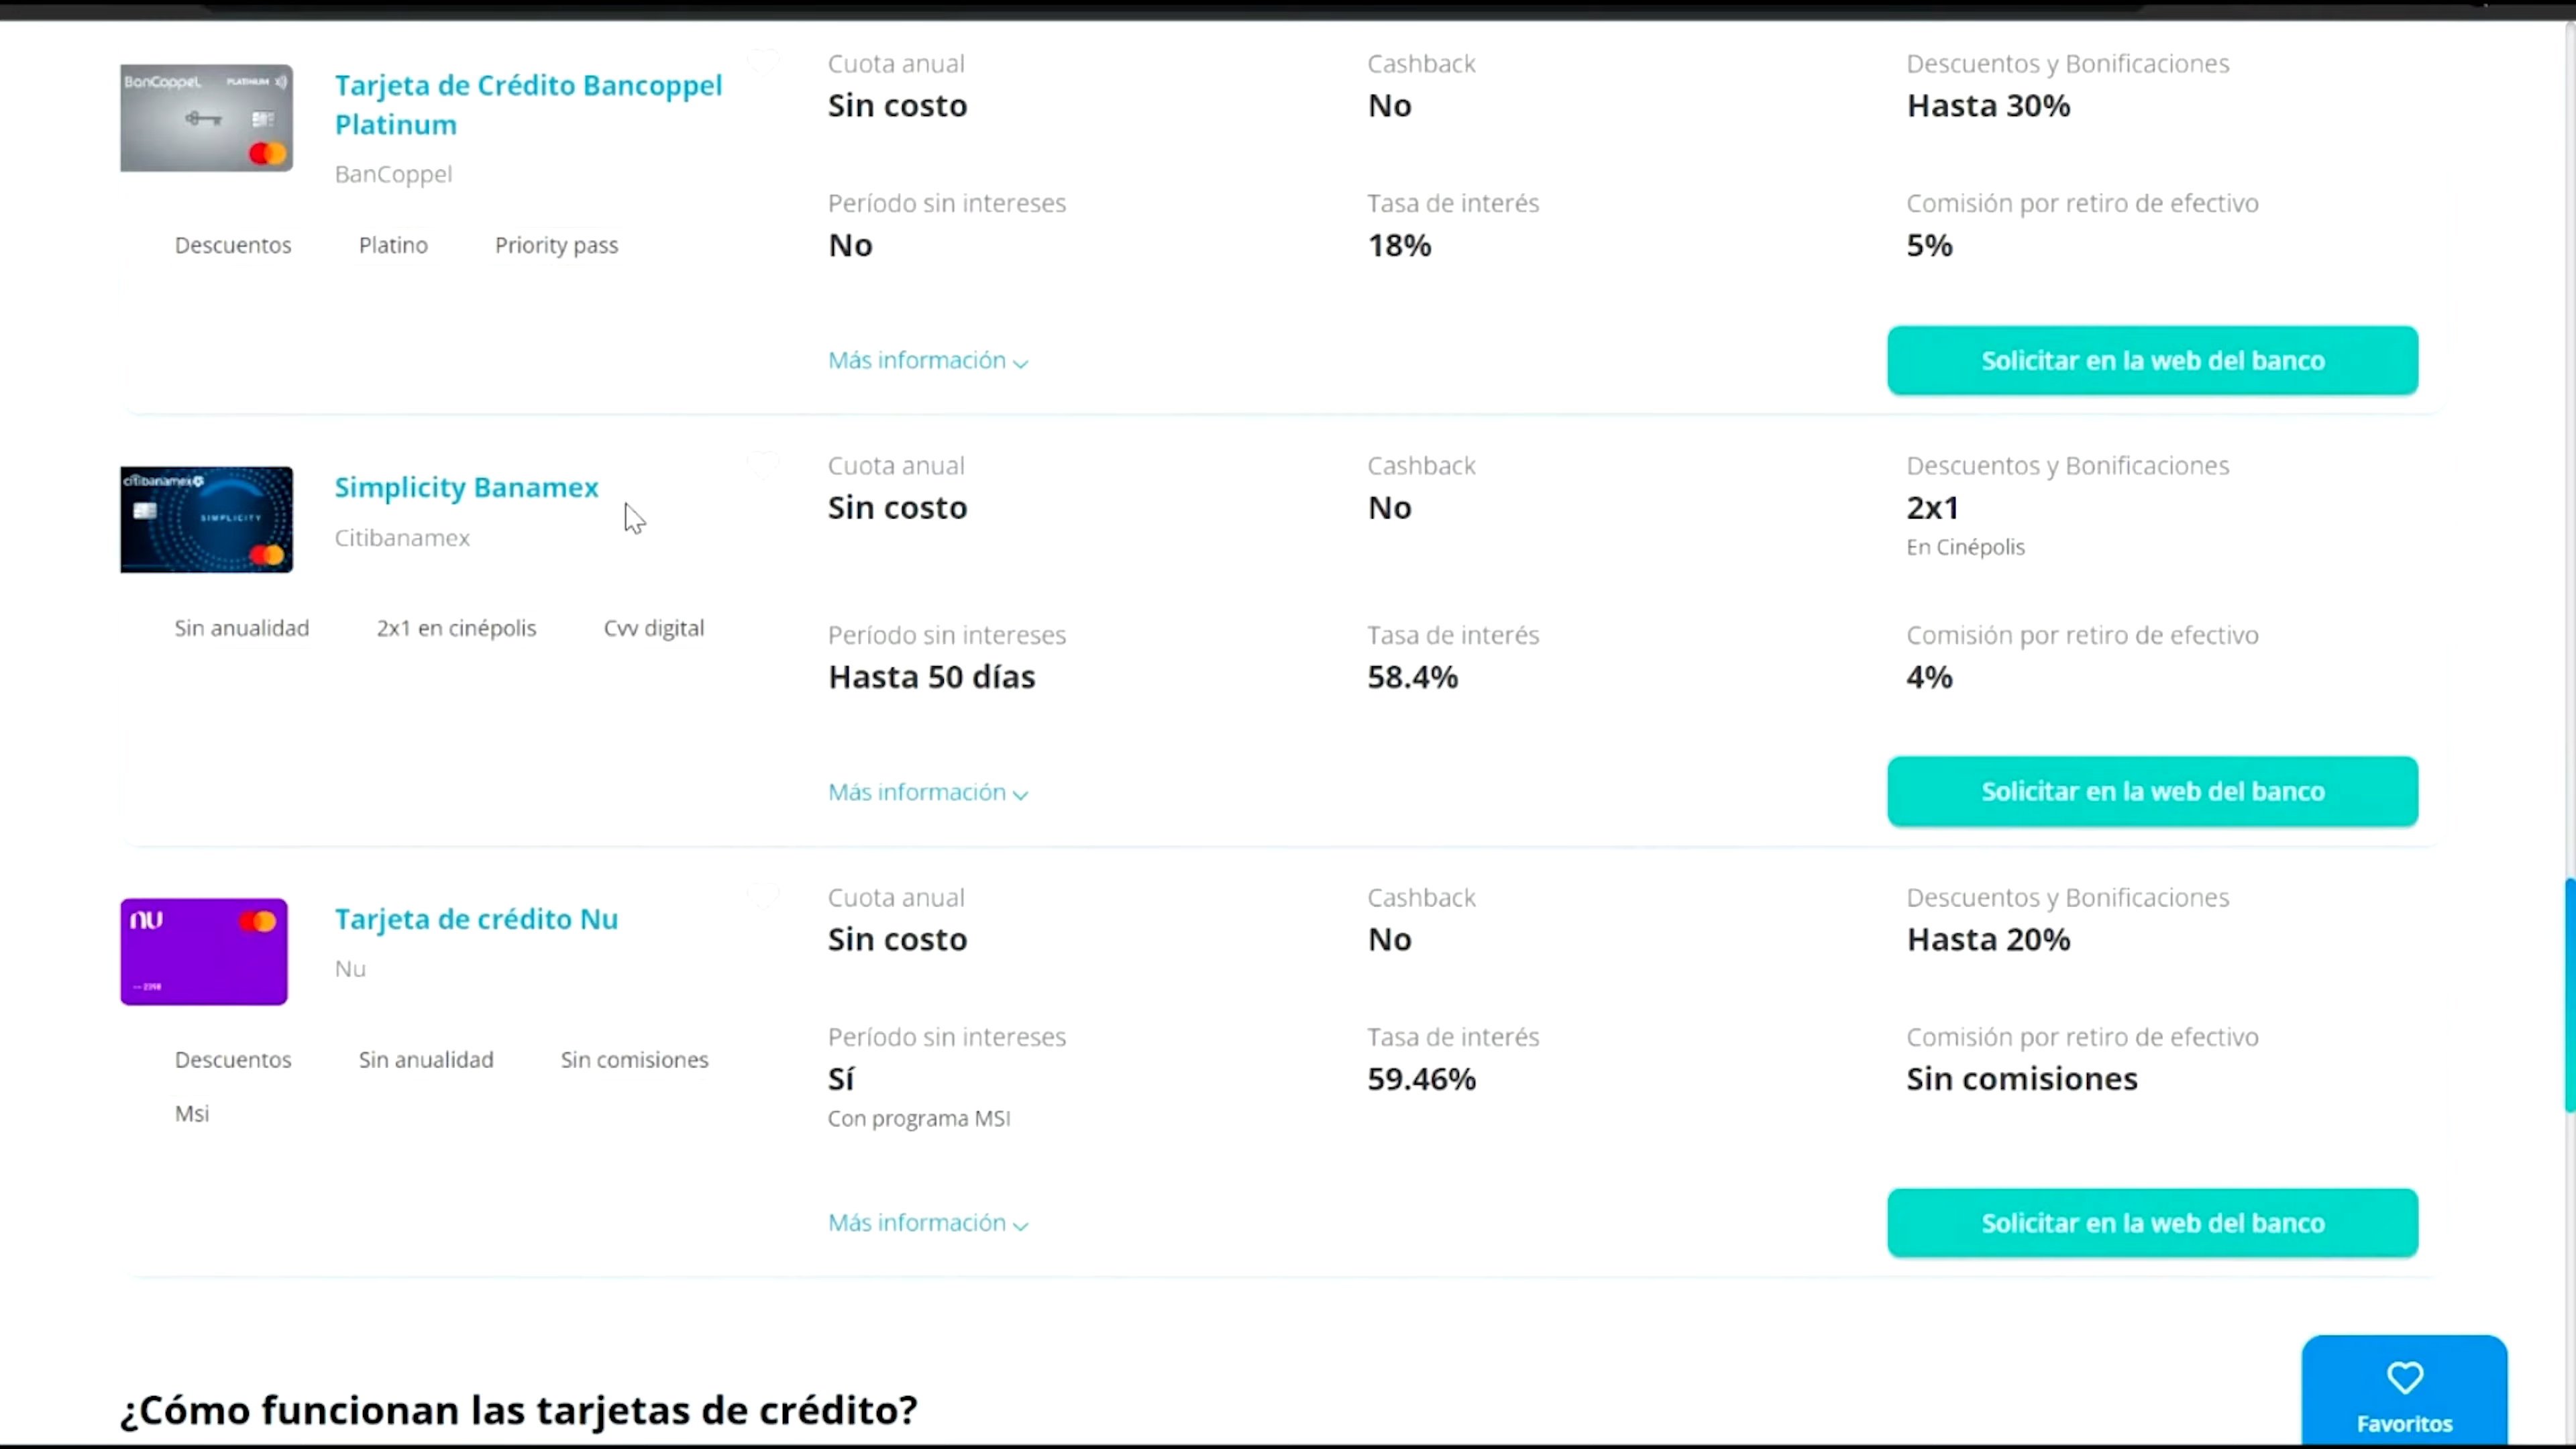 BanCoppel PLATINUM
Tarjeta de Crédito Bancoppel
Platinum
BanCoppel
Descuentos Platino Priority pass
Cuota anual
Sin costo
Cashback
No
Descuentos y Bonificaciones
Hasta 30%
Período sin intereses
No
Tasa de interés
18%
Comisión por retiro de efectivo
5%
Más información
Solicitar en la web del banco
citibanamex
SIMPLICITY
Simplicity Banamex
Citibanamex
Sin anualidad 2x1 en cinépolis Cvv digital
Cuota anual
Sin costo
Cashback
No
Descuentos y Bonificaciones
2x1
En Cinépolis
Período sin intereses
Hasta 50 días
Tasa de interés
58.4%
Comisión por retiro de efectivo
4%
Más información
Solicitar en la web del banco
nu
Tarjeta de crédito Nu
Nu
Descuentos Sin anualidad Sin comisiones
Msi
Cuota anual
Sin costo
Cashback
No
Descuentos y Bonificaciones
Hasta 20%
Período sin intereses
Sí
Con programa MSI
Tasa de interés
59.46%
Comisión por retiro de efectivo
Sin comisiones
Más información
Solicitar en la web del banco
¿Cómo funcionan las tarjetas de crédito?
Favoritos